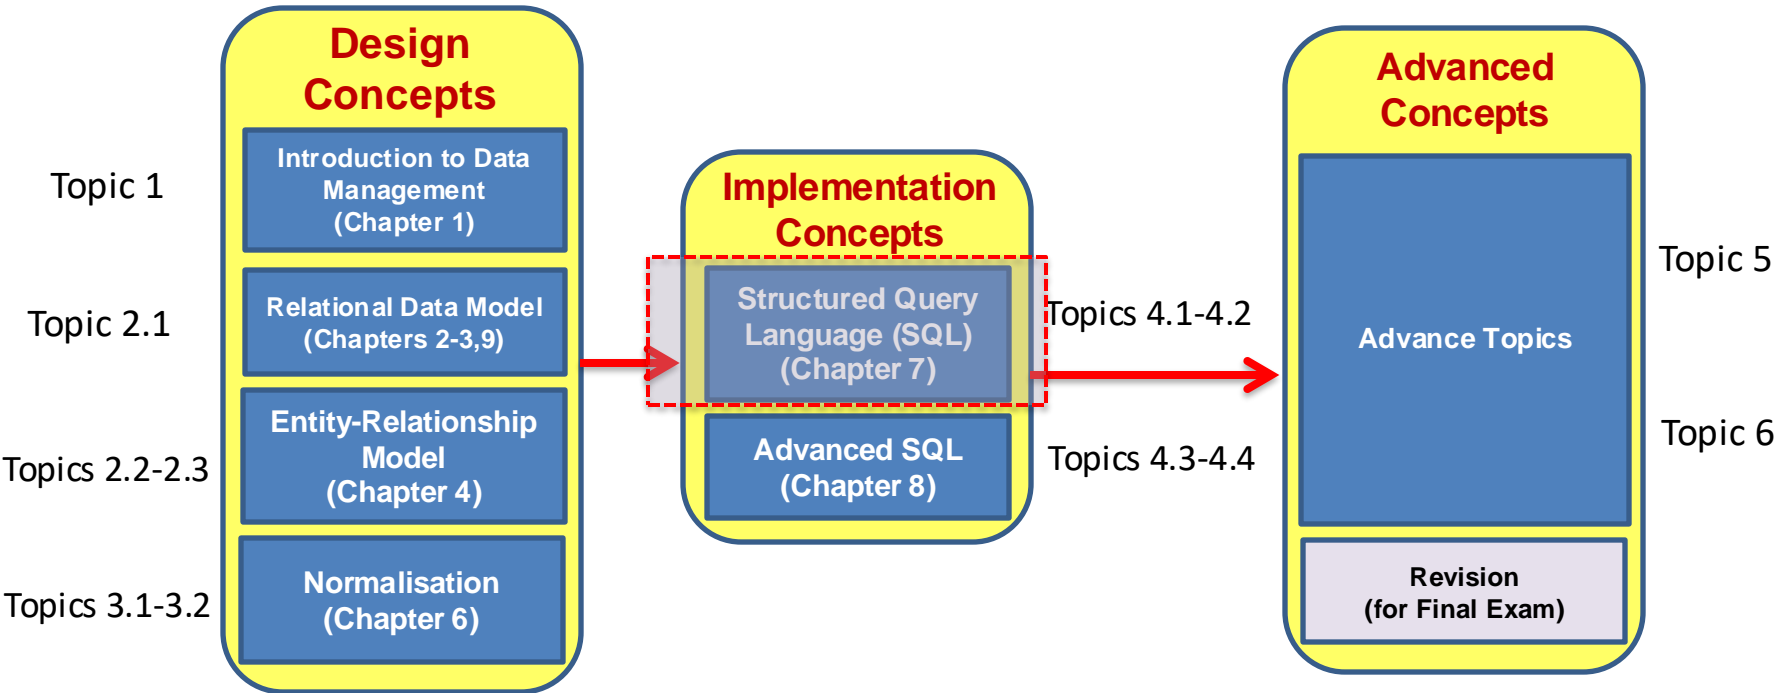 Design
Concepts
Topic 1
Introduction to Data
Management
(Chapter 1)
Topic 2.1
Relational Data Model
(Chapters 2-3,9)
Topics 2.2-2.3
Entity-Relationship
Model
(Chapter 4)
Topics 3.1-3.2
Normalisation
(Chapter 6)
Implementation
Concepts
Structured Query
Language (SQL)
(Chapter 7)
Topics 4.1-4.2
Advanced SQL
(Chapter 8)
Topics 4.3-4.4
Advanced
Concepts
Advance Topics
Topic 5
Topic 6
Revision
(for Final Exam)